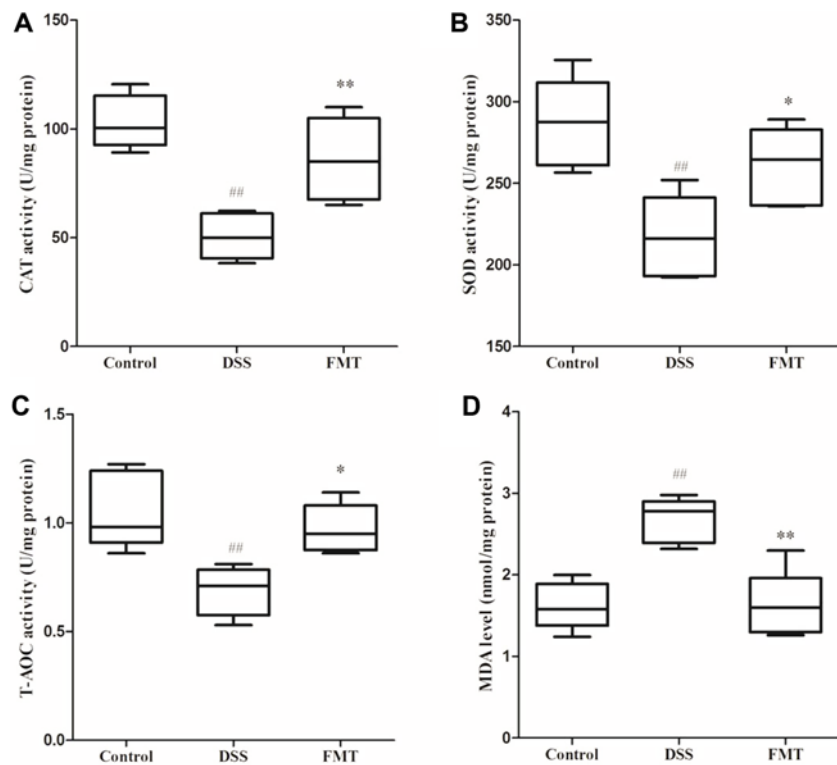 A
CAT activity (U/mg protein)
150
100
50
0
##
**
Control DSS FMT
B
SOD activity (U/mg protein)
350
300
250
200
150
##
*
Control DSS FMT
C
T-AOC activity (U/mg protein)
1.5
1.0
0.5
0.0
##
*
Control DSS FMT
D
MDA level (nmol/mg protein)
4
3
2
1
0
##
**
Control DSS FMT